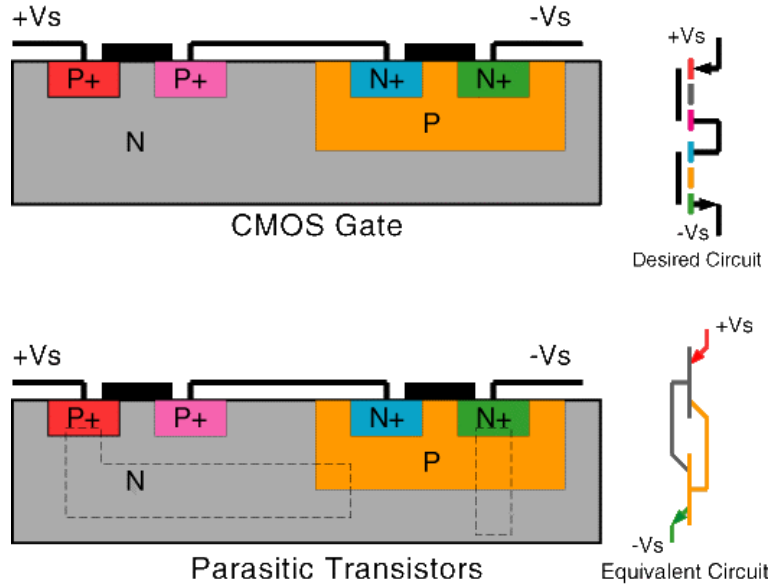 +Vs -Vs
P+ P+ N+ N+
N P
CMOS Gate
+Vs
-Vs
Desired Circuit
+Vs -Vs
P+ P+ N+ N+
N P
Parasitic Transistors
+Vs
-Vs
Equivalent Circuit